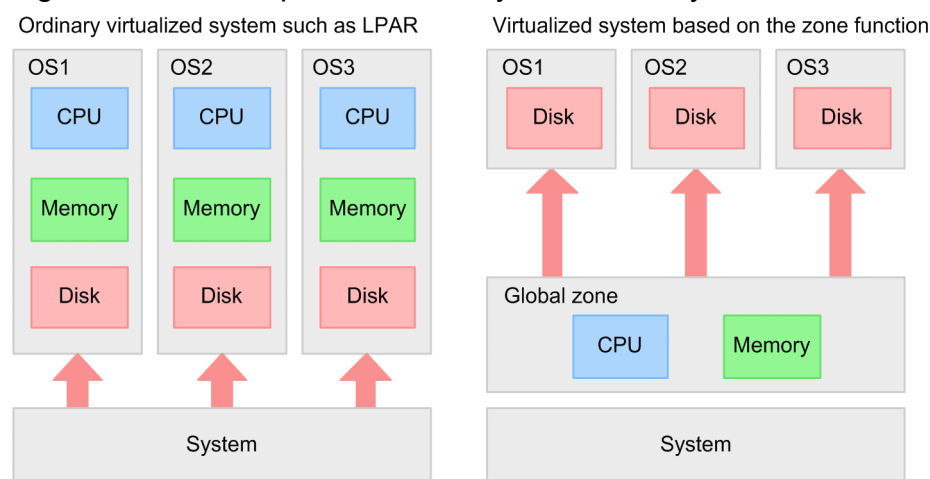 Ordinary virtualized system such as LPAR
OS1
OS2
OS3
CPU
CPU
CPU
Memory
Memory
Memory
Disk
Disk
Disk
System
Virtualized system based on the zone function
OS1
OS2
OS3
Disk
Disk
Disk
Global zone
CPU
Memory
System